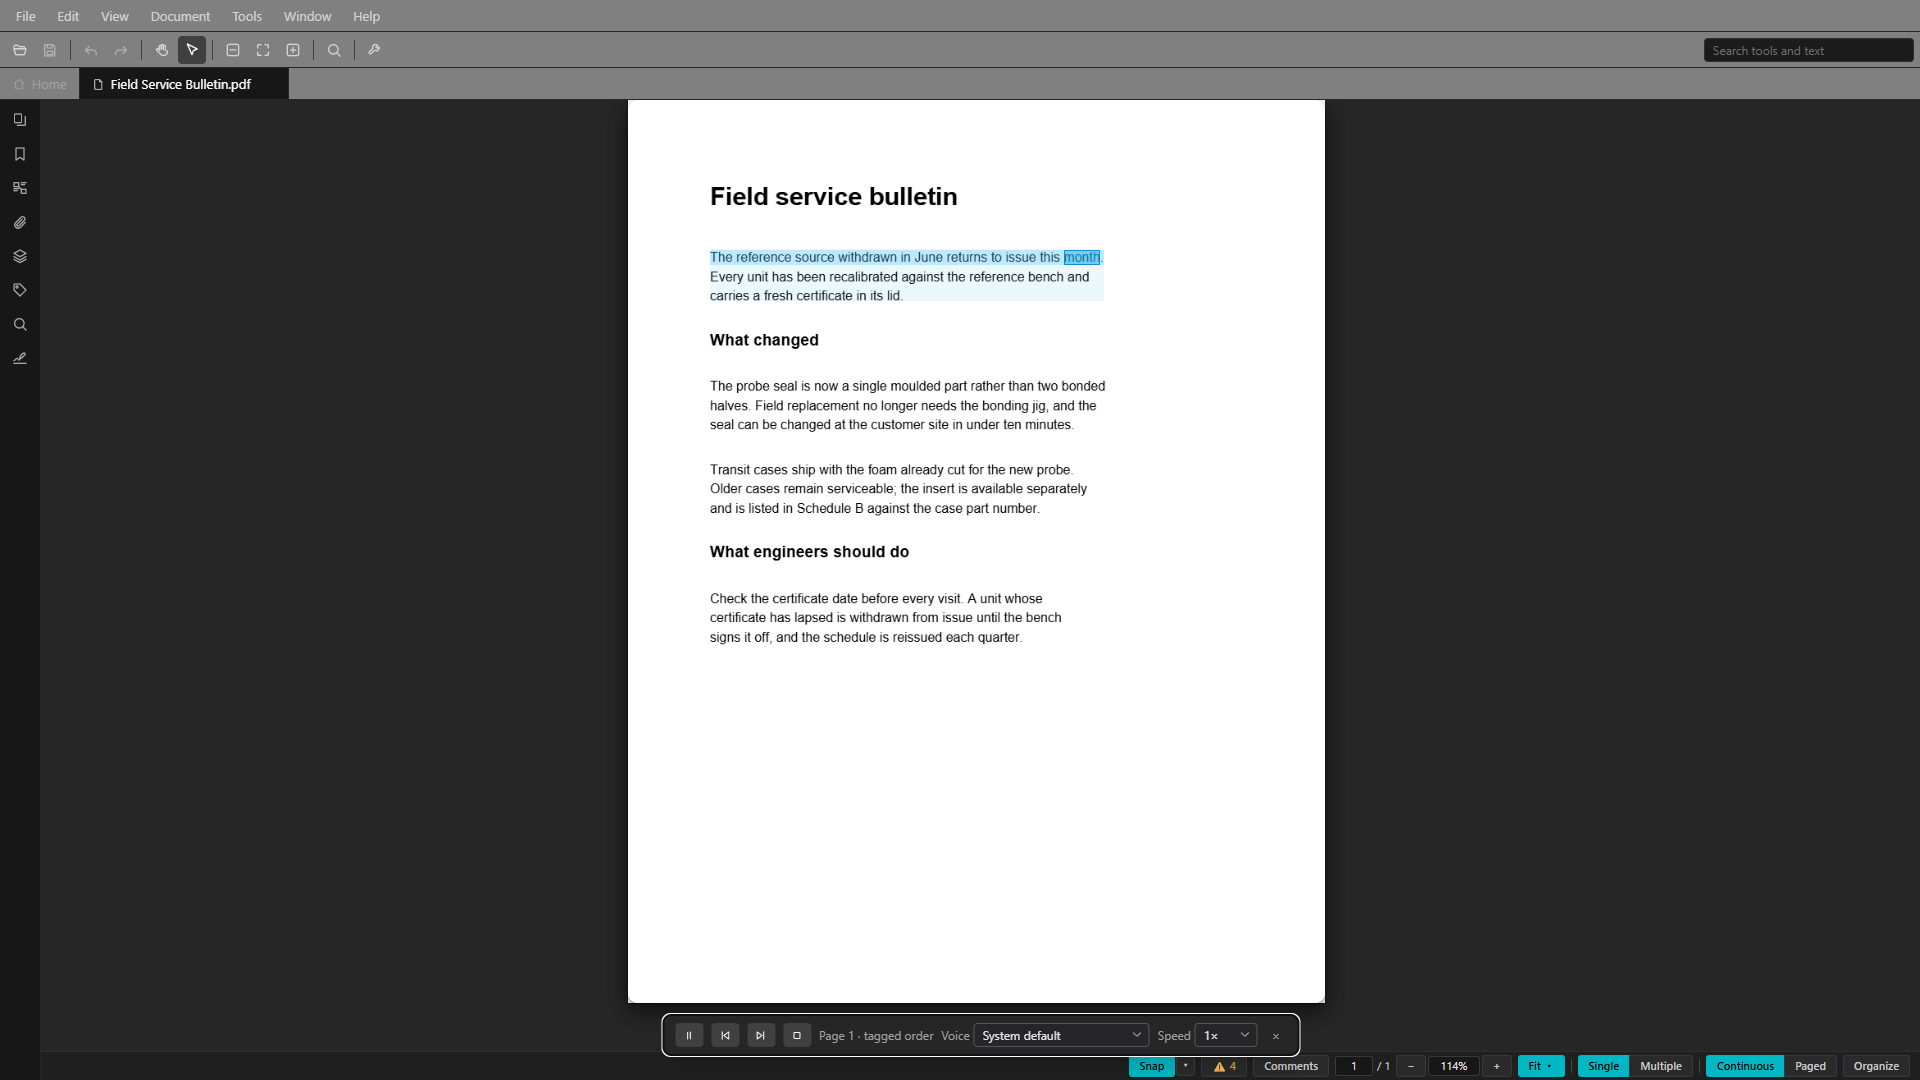 File Edit View Document Tools Window Help
Search tools and text
Home Field Service Bulletin.pdf
Field service bulletin
The reference source withdrawn in June returns to issue this month.
Every unit has been recalibrated against the reference bench and
carries a fresh certificate in its lid.
What changed
The probe seal is now a single moulded part rather than two bonded
halves. Field replacement no longer needs the bonding jig, and the
seal can be changed at the customer site in under ten minutes.
Transit cases ship with the foam already cut for the new probe.
Older cases remain serviceable; the insert is available separately
and is listed in Schedule B against the case part number.
What engineers should do
Check the certificate date before every visit. A unit whose
certificate has lapsed is withdrawn from issue until the bench
signs it off, and the schedule is reissued each quarter.
Page 1 · tagged order Voice System default Speed 1×
Snap 4 Comments 1 / 1 − 114% + Fit Single Multiple Continuous Paged Organize